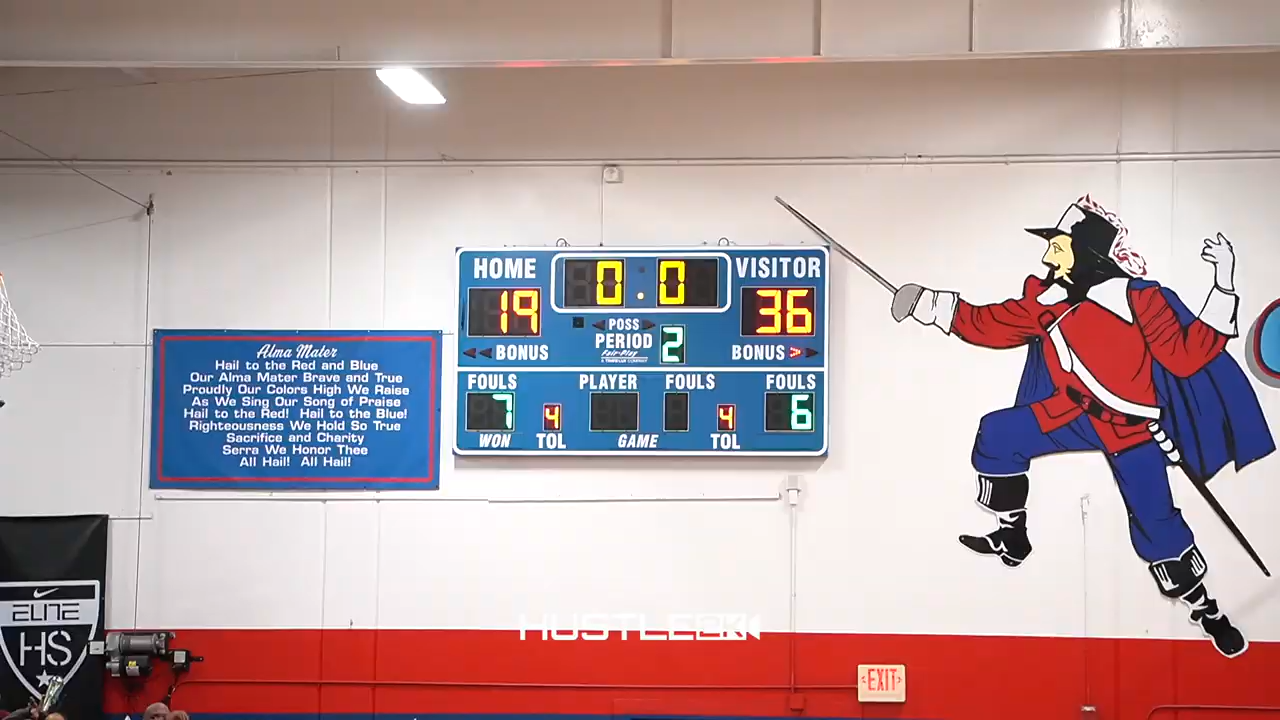 HOME
0.0
VISITOR
19
36
POSS
PERIOD
2
Fair-Play
BONUS
BONUS >
FOULS
PLAYER
FOULS
FOULS
7
4
4
6
WON
TOL
GAME
TOL
Alma Mater
Hail to the Red and Blue
Our Alma Mater Brave and True
Proudly Our Colors High We Raise
As We Sing Our Song of Praise
Hail to the Red! Hail to the Blue!
Righteousness We Hold So True
Sacrifice and Charity
Serra We Honor Thee
All Hail! All Hail!
ELITE
HS
HUSTLE2K
EXIT